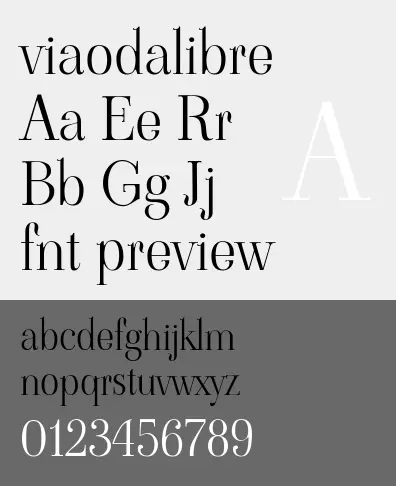 viaodalibre
Aa Ee Rr
A
Bb Gg Jj
fnt preview
abcdefghijklm
nopqrstuvwxyz
0123456789